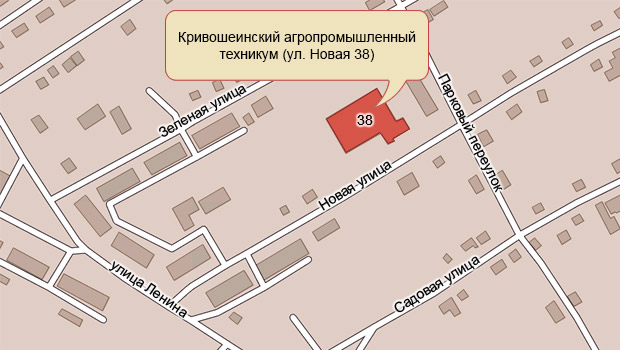 Кривошеинский агропромышленный
техникум (ул. Новая 38)
Зеленая улица
38
Парковый переулок
Новая улица
улица Ленина
Садовая улица